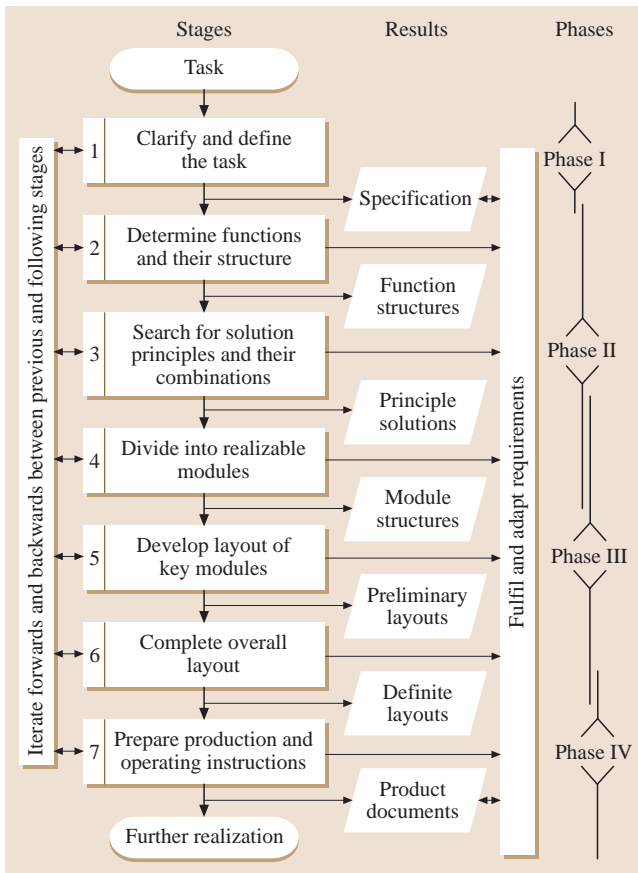 Stages
Results
Phases
Task
1
Clarify and define
the task
Phase I
Specification
2
Determine functions
and their structure
Function
structures
3
Search for solution
principles and their
combinations
Phase II
Principle
solutions
4
Divide into realizable
modules
Module
structures
5
Develop layout of
key modules
Phase III
Preliminary
layouts
6
Complete overall
layout
Definite
layouts
7
Prepare production and
operating instructions
Phase IV
Product
documents
Further realization
Iterate forwards and backwards between previous and following stages
Fulfil and adapt requirements